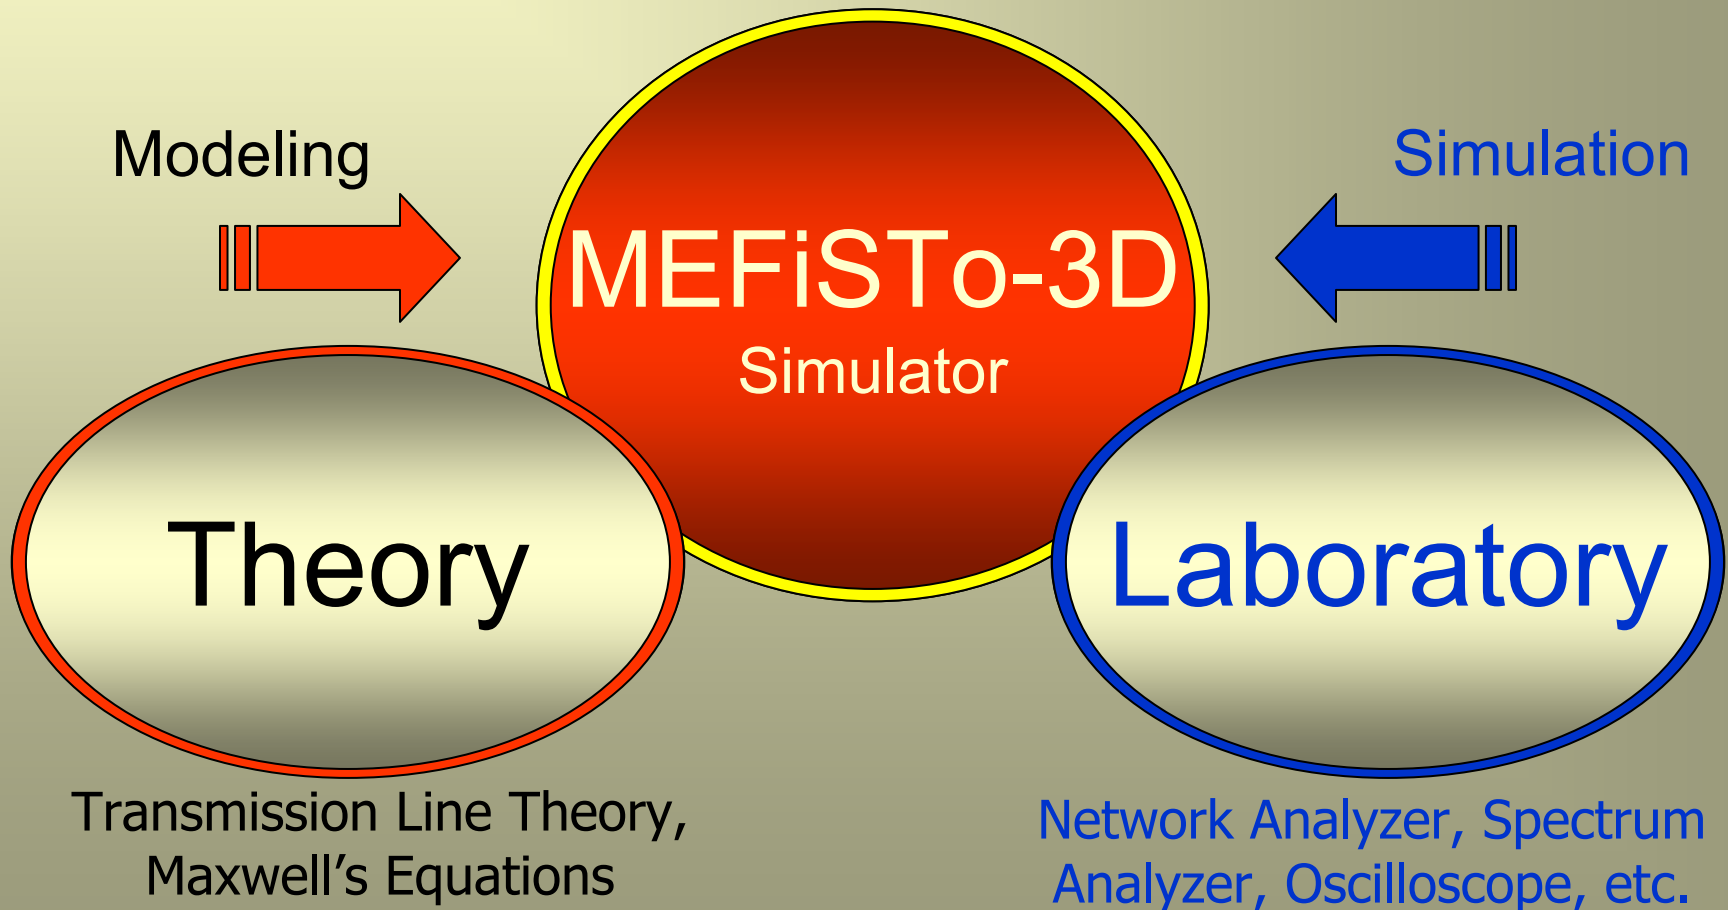 Modeling
Simulation
MEFiSTo-3D
Simulator
Theory
Laboratory
Transmission Line Theory,
Maxwell’s Equations
Network Analyzer, Spectrum
Analyzer, Oscilloscope, etc.